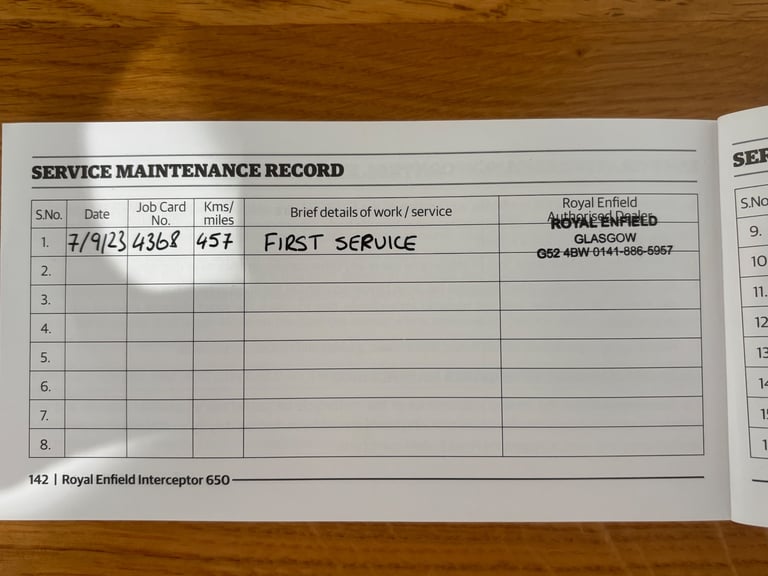 SERVICE MAINTENANCE RECORD
S.No. Date Job Card No. Kms/ miles Brief details of work / service Royal Enfield Authorised Dealer
1. 7/9/23 4368 457 FIRST SERVICE ROYAL ENFIELD
GLASGOW
G52 4BW 0141-886-5957
2.
3.
4.
5.
6.
7.
8.
142 | Royal Enfield Interceptor 650
SER
S.No
9.
10
11.
12
13
14
1